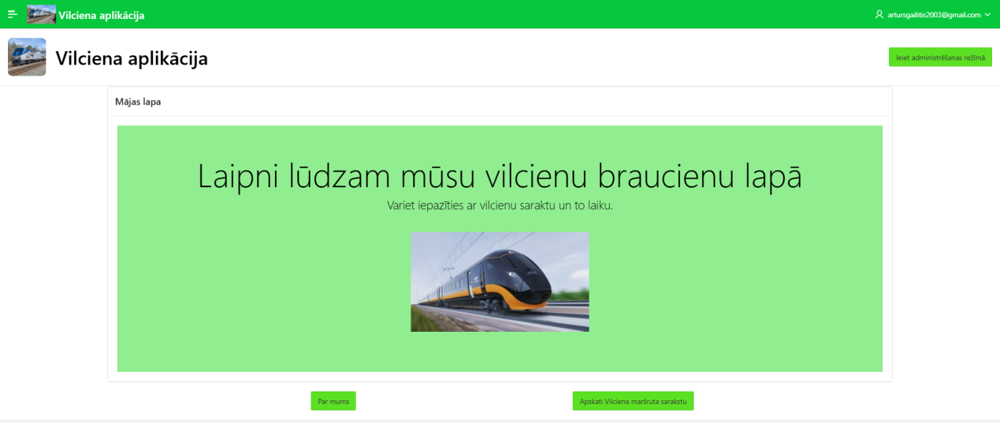 Vilciena aplikācija
artursgailitis2003@gmail.com
Vilciena aplikācija
Ieiet administrēšanas režīmā
Mājas lapa
Laipni lūdzam mūsu vilcienu braucienu lapā
Variet iepazīties ar vilcienu saraktu un to laiku.
Par mums
Apskati Vilciena maršruta sarakstu